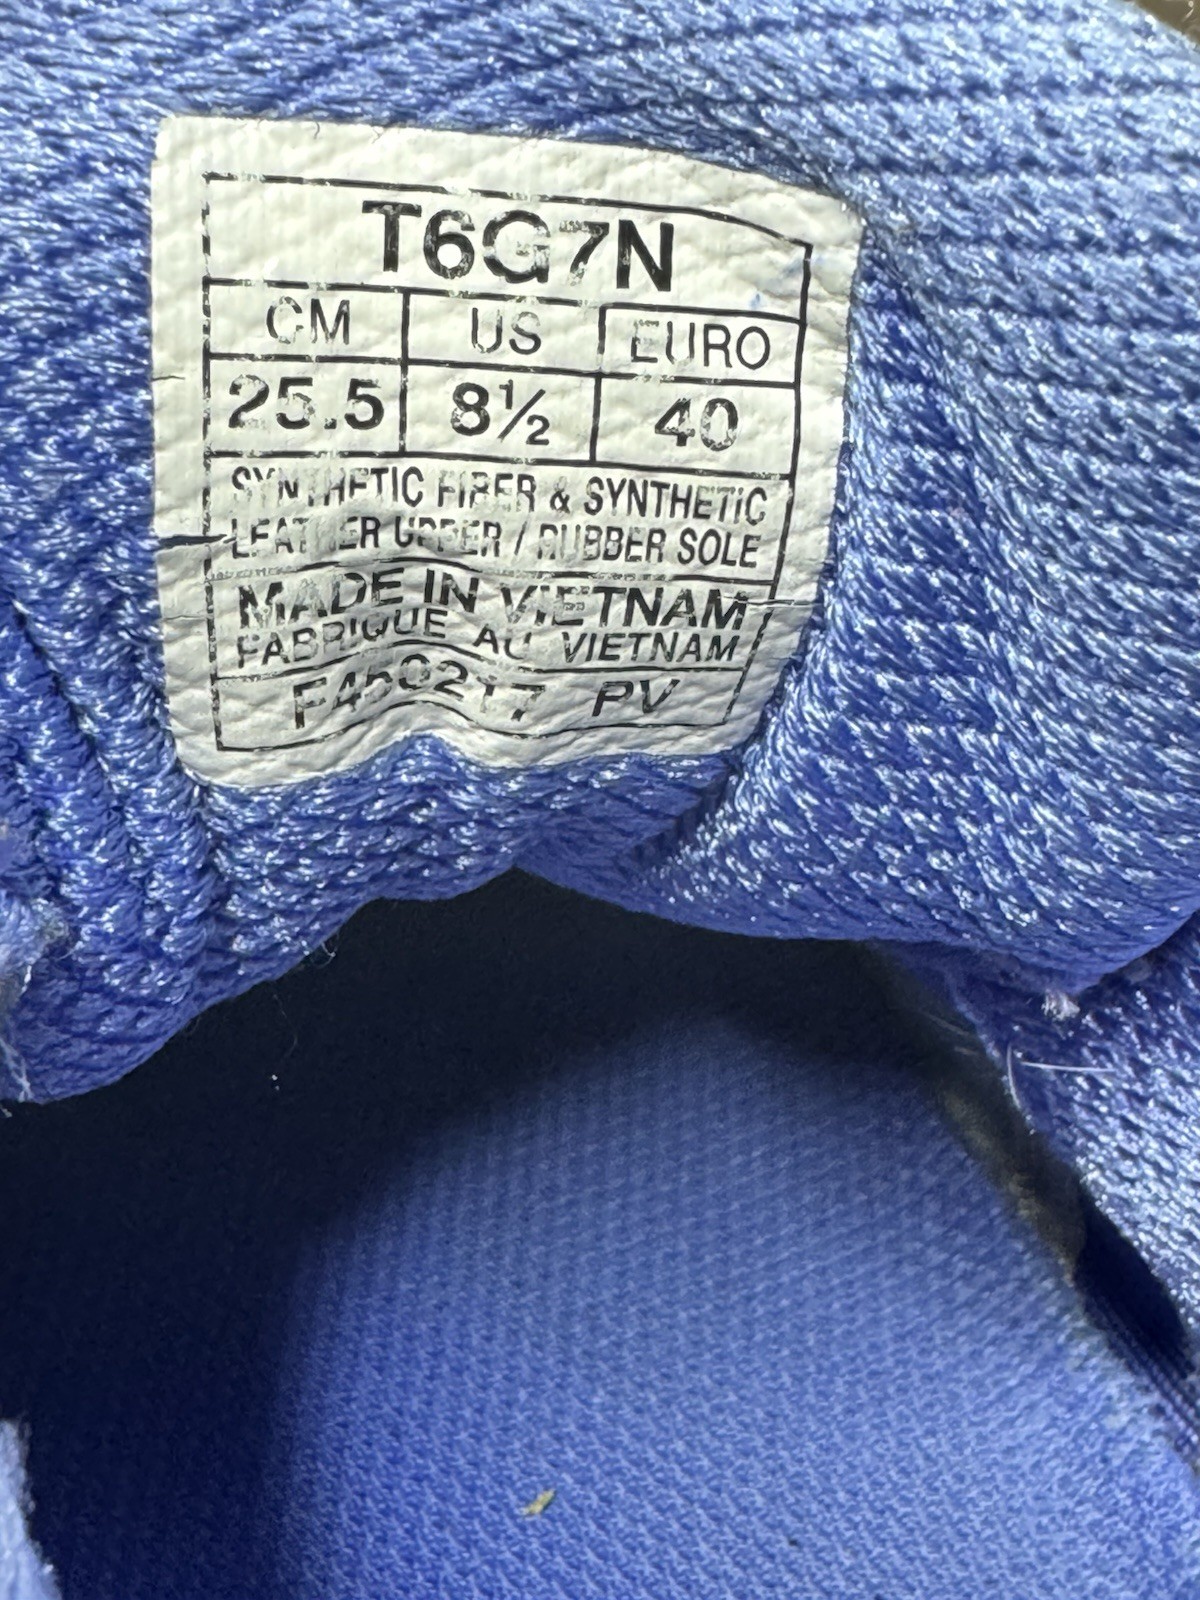 T6G7N
CM US EURO
25.5 8½ 40
SYNTHETIC FIBER & SYNTHETIC
LEATHER UPPER / RUBBER SOLE
MADE IN VIETNAM
FABRIQUE AU VIETNAM
PV